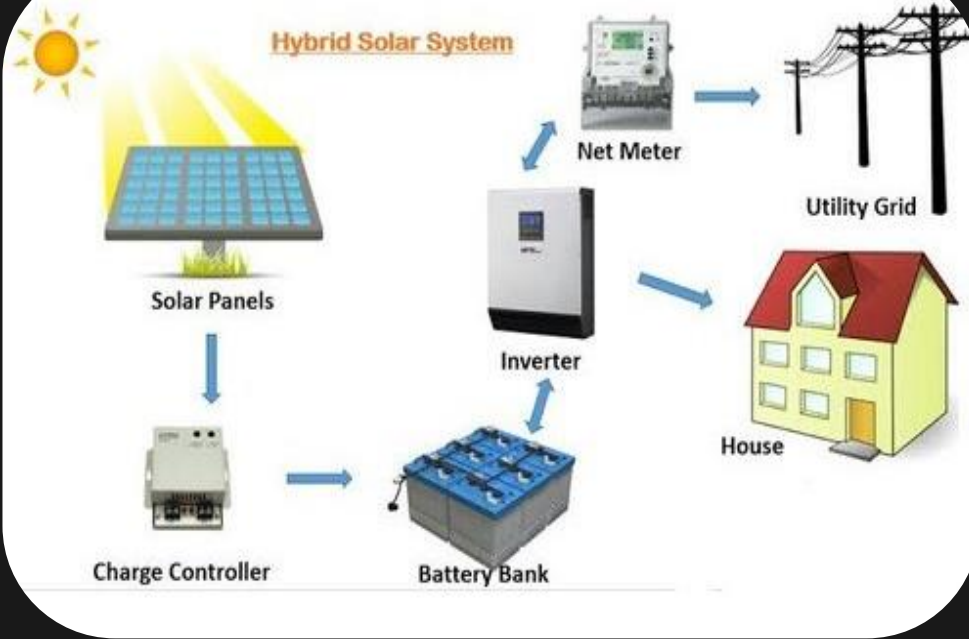 Hybrid Solar System
Net Meter
Utility Grid
Solar Panels
Inverter
House
Charge Controller
Battery Bank